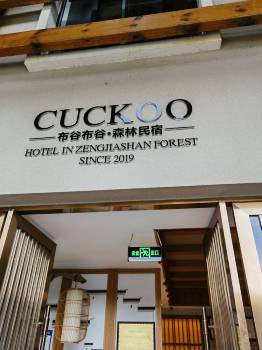 CUCKOO
布谷布谷·森林民宿
HOTEL IN ZENGJIASHAN FOREST
SINCE 2019